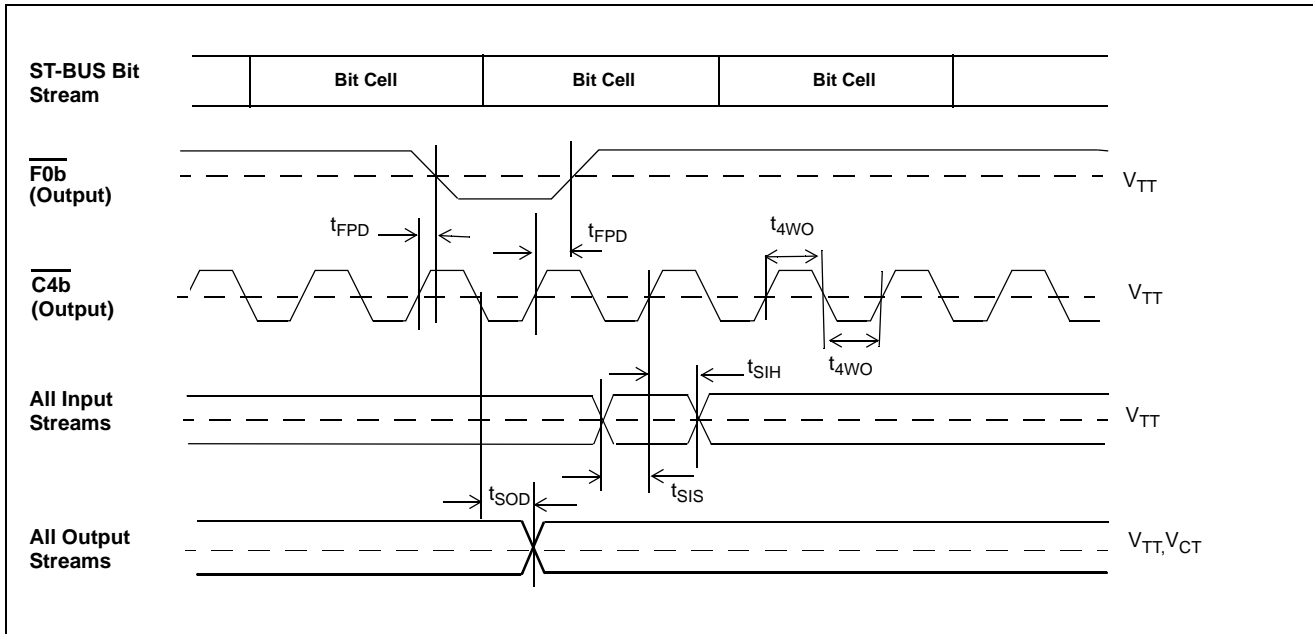 ST-BUS Bit
Stream
Bit Cell
Bit Cell
Bit Cell
F0b
(Output)
VTT
tFPD
tFPD
t4WO
C4b
(Output)
VTT
t4WO
tSIH
All Input
Streams
VTT
tSOD
tSIS
All Output
Streams
VTT,VCT